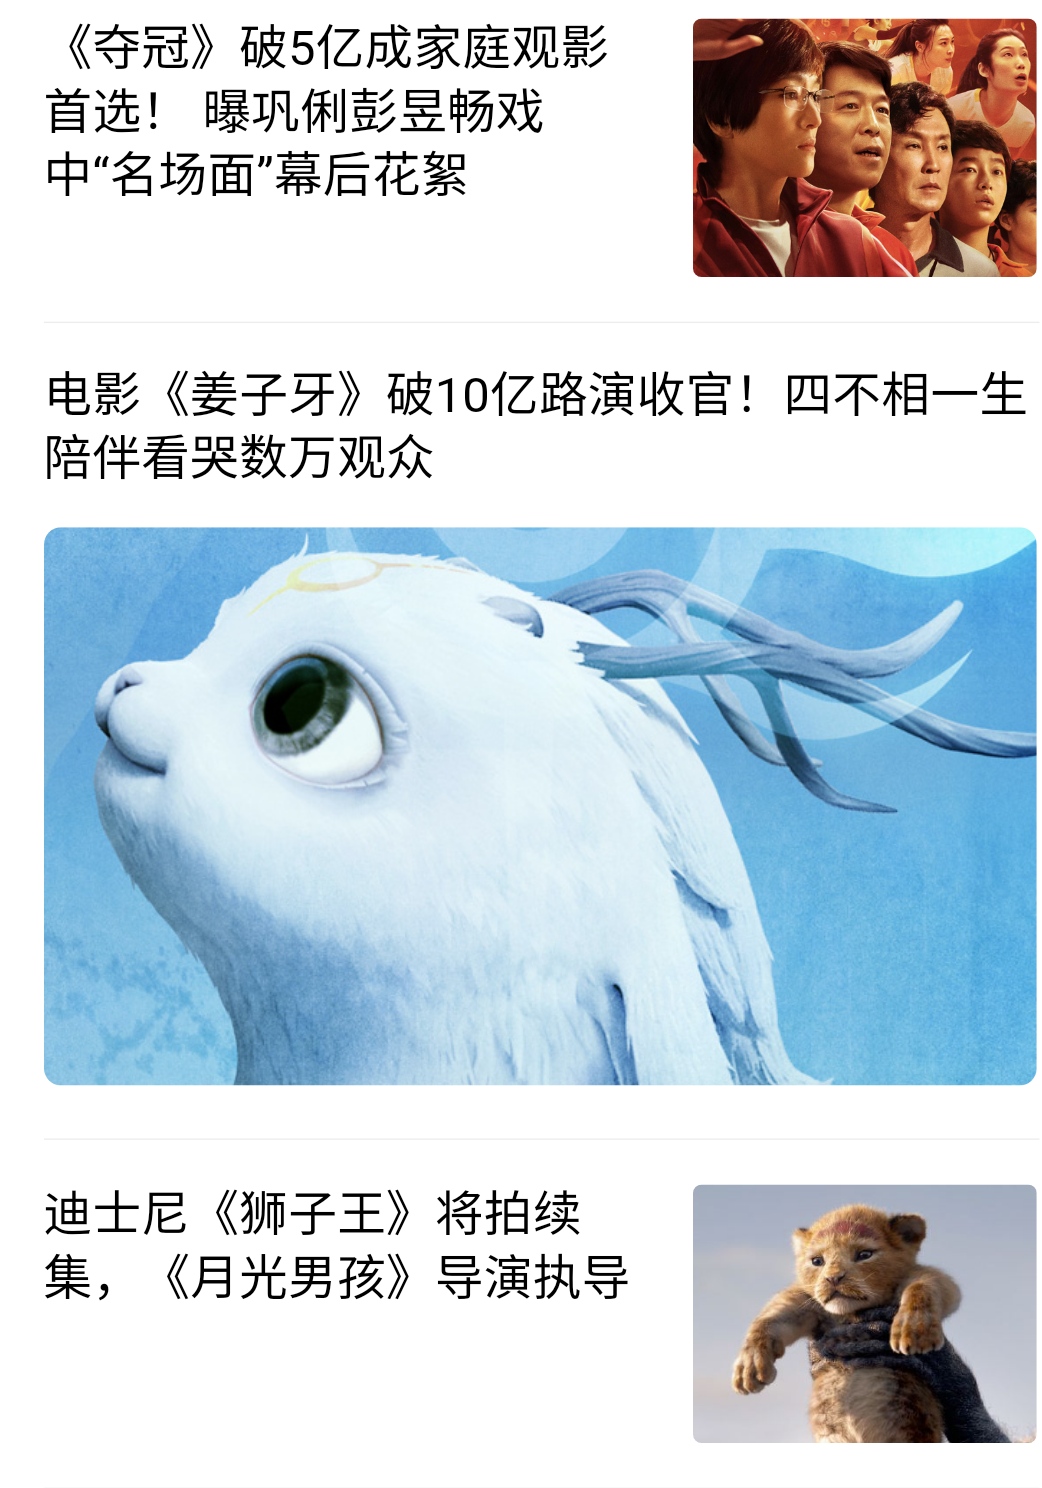 《夺冠》破5亿成家庭观影
首选！ 曝巩俐彭昱畅戏
中“名场面”幕后花絮
电影《姜子牙》破10亿路演收官！四不相一生
陪伴看哭数万观众
迪士尼《狮子王》将拍续
集，《月光男孩》导演执导